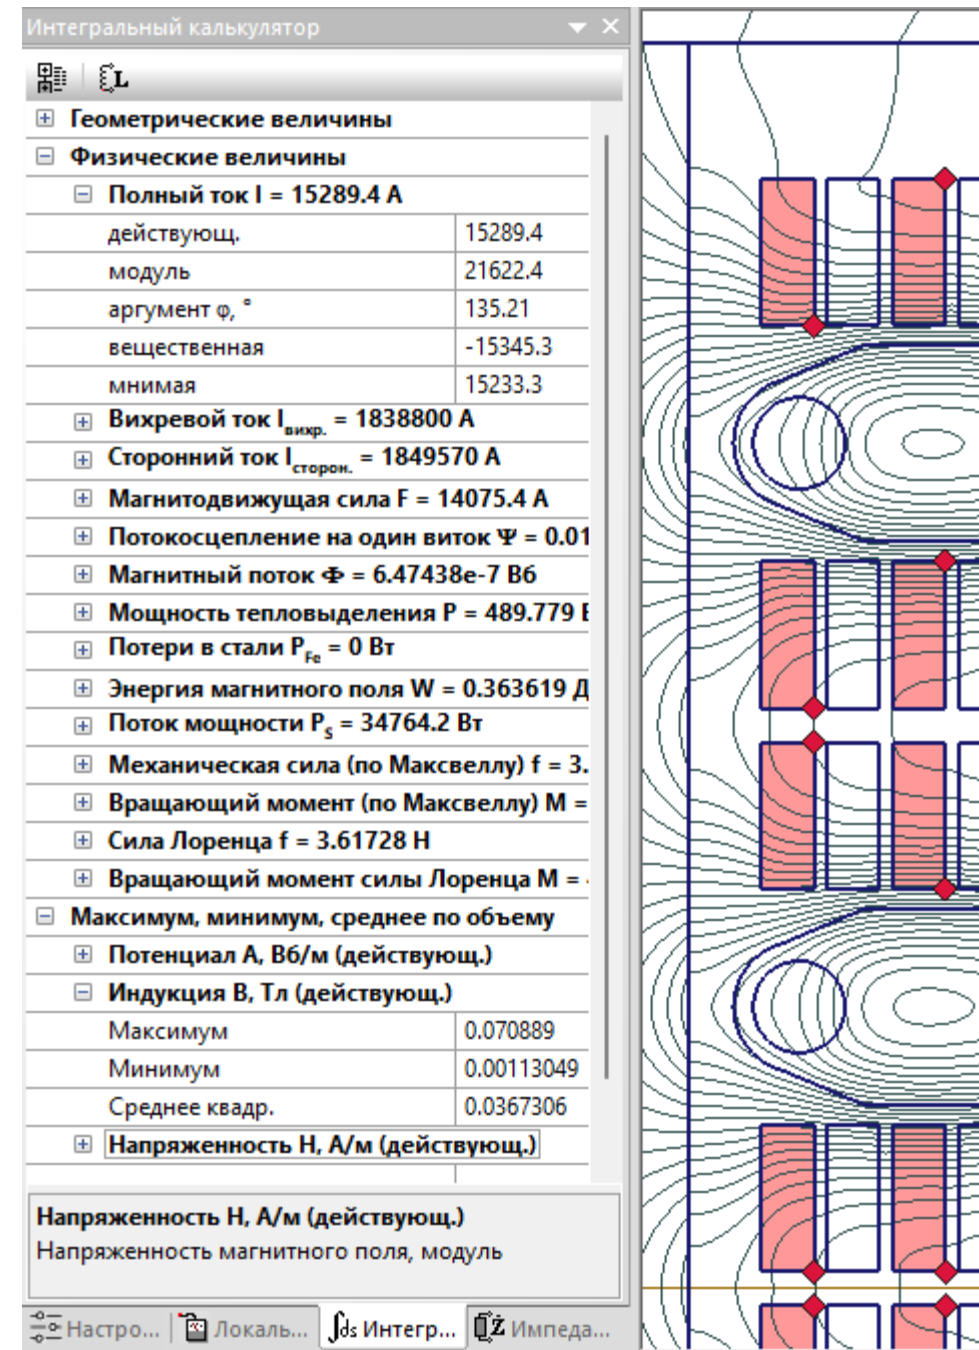 Интегральный калькулятор
L
Геометрические величины
Физические величины
Полный ток I = 15289.4 А
действующ. 15289.4
модуль 21622.4
аргумент φ, ° 135.21
вещественная -15345.3
мнимая 15233.3
Вихревой ток Iвихр. = 1838800 А
Сторонний ток Iсторон. = 1849570 А
Магнитодвижущая сила F = 14075.4 А
Потокосцепление на один виток Ψ = 0.01
Магнитный поток Ф = 6.47438e-7 Вб
Мощность тепловыделения P = 489.779 В
Потери в стали PFe = 0 Вт
Энергия магнитного поля W = 0.363619 Д
Поток мощности PS = 34764.2 Вт
Механическая сила (по Максвеллу) f = 3.
Вращающий момент (по Максвеллу) M =
Сила Лоренца f = 3.61728 Н
Вращающий момент силы Лоренца M = -
Максимум, минимум, среднее по объему
Потенциал A, Вб/м (действующ.)
Индукция B, Тл (действующ.)
Максимум 0.070889
Минимум 0.00113049
Среднее квадр. 0.0367306
Напряженность H, А/м (действующ.)
Напряженность H, А/м (действующ.)
Напряженность магнитного поля, модуль
Настро... Локаль... ∫ds Интегр... Ż Импеда...